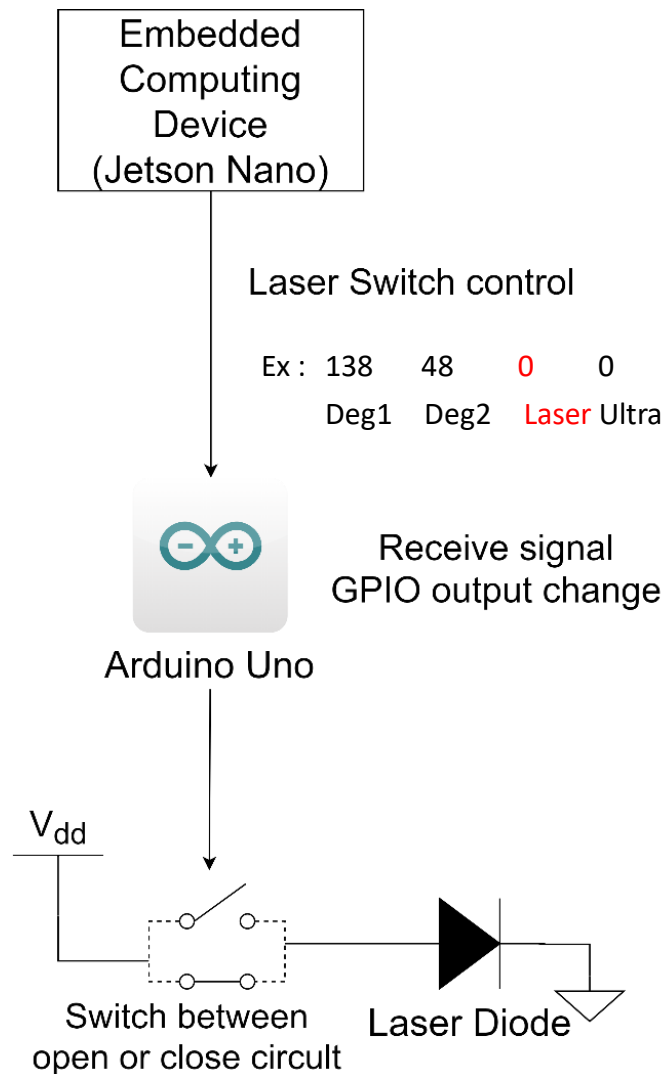 Embedded
Computing
Device
(Jetson Nano)
Laser Switch control
Ex : 138 48 0 0
Deg1 Deg2 Laser Ultra
Receive signal
GPIO output change
Arduino Uno
Vdd
Switch between
open or close circult
Laser Diode